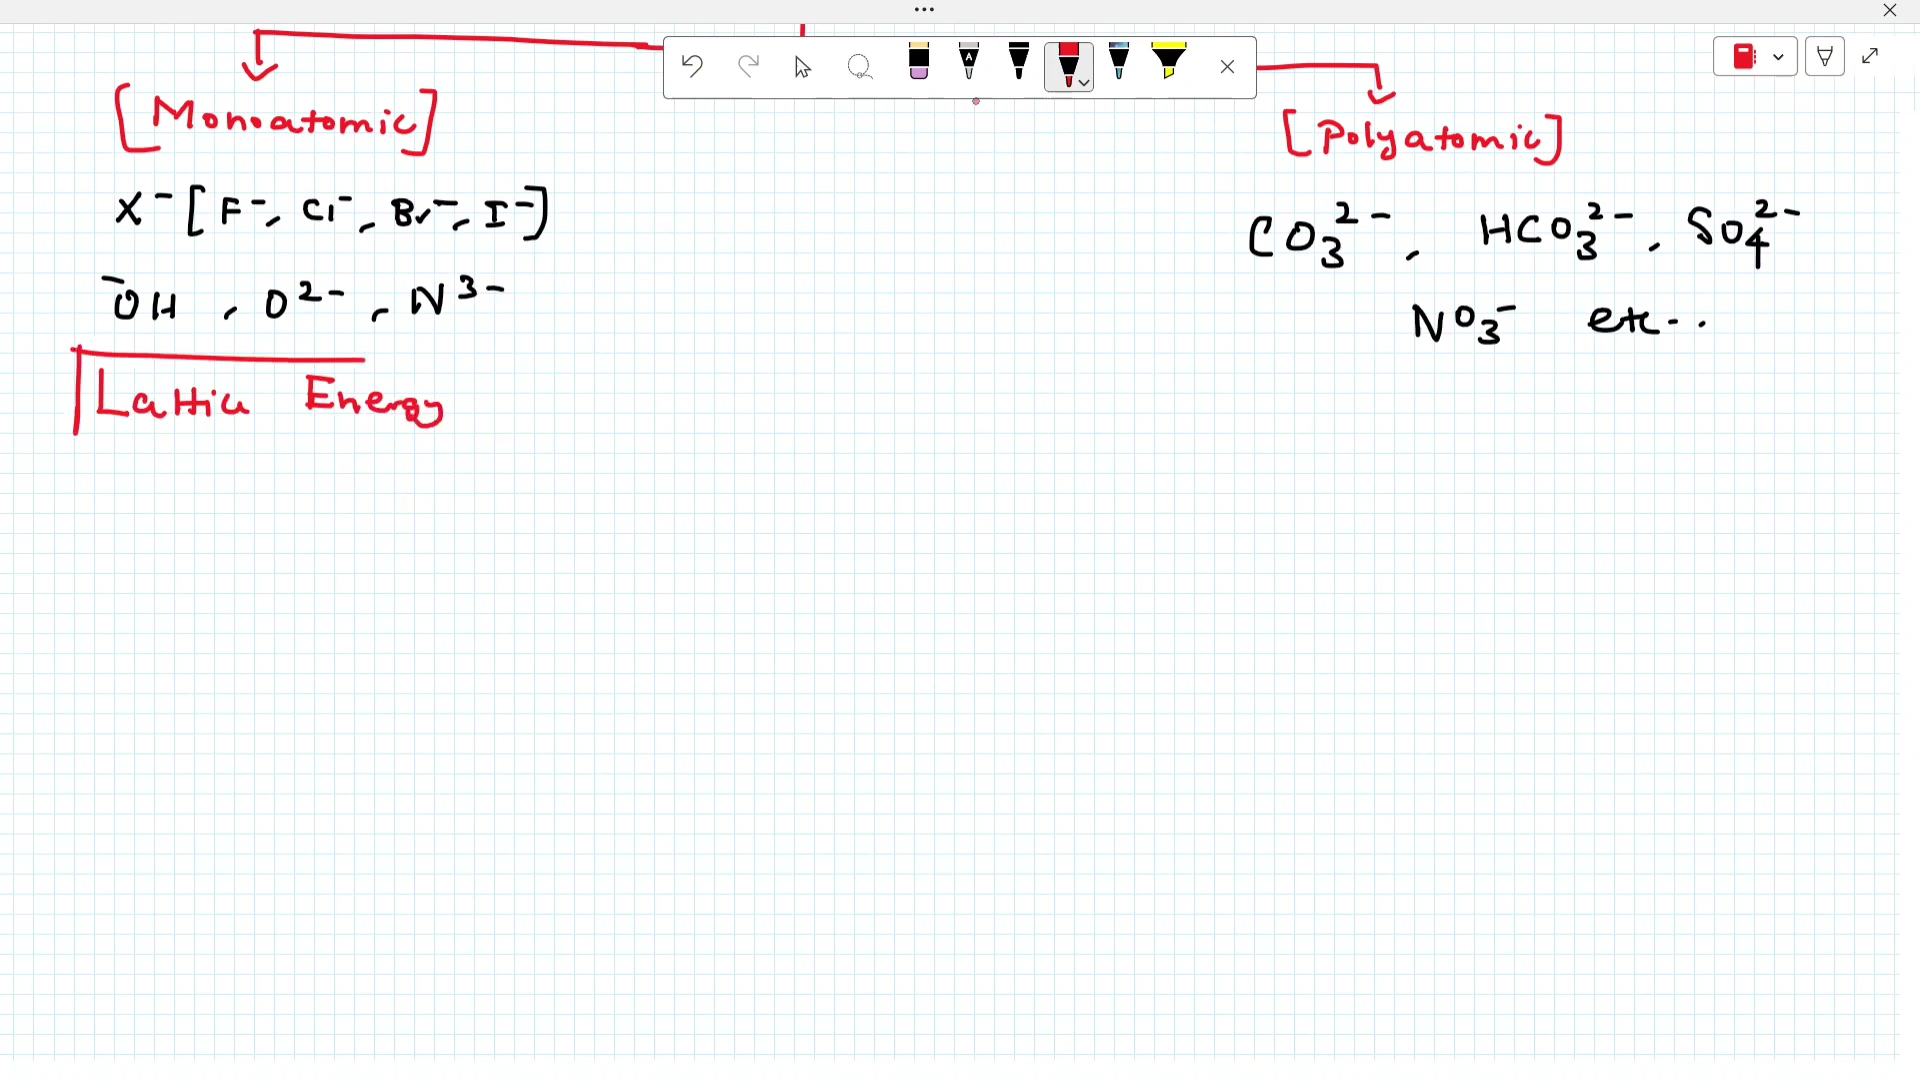 [Monoatomic]
X⁻ [F⁻, Cl⁻, Br⁻, I⁻]
⁻OH, O²⁻, N³⁻
Lattice Energy
[Polyatomic]
CO₃²⁻, HCO₃²⁻, SO₄²⁻
NO₃⁻ etc..